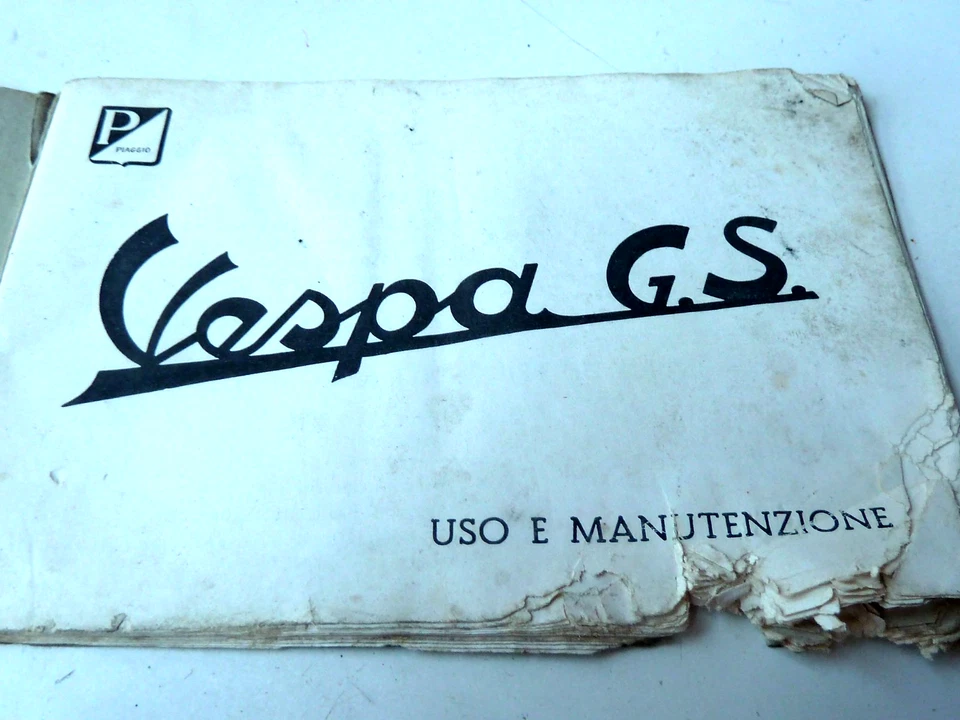 P
PIAGGIO
Vespa G.S.
USO E MANUTENZIONE